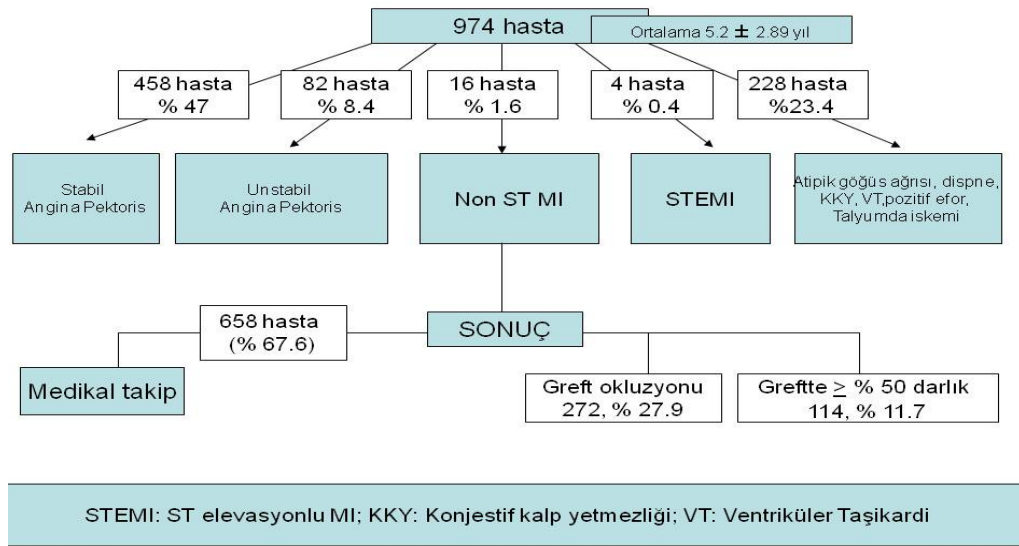 974 hasta
Ortalama 5.2 ± 2.89 yıl
458 hasta
% 47
82 hasta
% 8.4
16 hasta
% 1.6
4 hasta
% 0.4
228 hasta
%23.4
Stabil
Angina Pektoris
Unstabil
Angina Pektoris
Non ST MI
STEMI
Atipik göğüs ağrısı, dispne,
KKY, VT,pozitif efor,
Talyumda iskemi
658 hasta
(% 67.6)
SONUÇ
Medikal takip
Greft okluzyonu
272, % 27.9
Greftte ≥ % 50 darlık
114, % 11.7
STEMI: ST elevasyonlu MI; KKY: Konjestif kalp yetmezliği; VT: Ventriküler Taşikardi